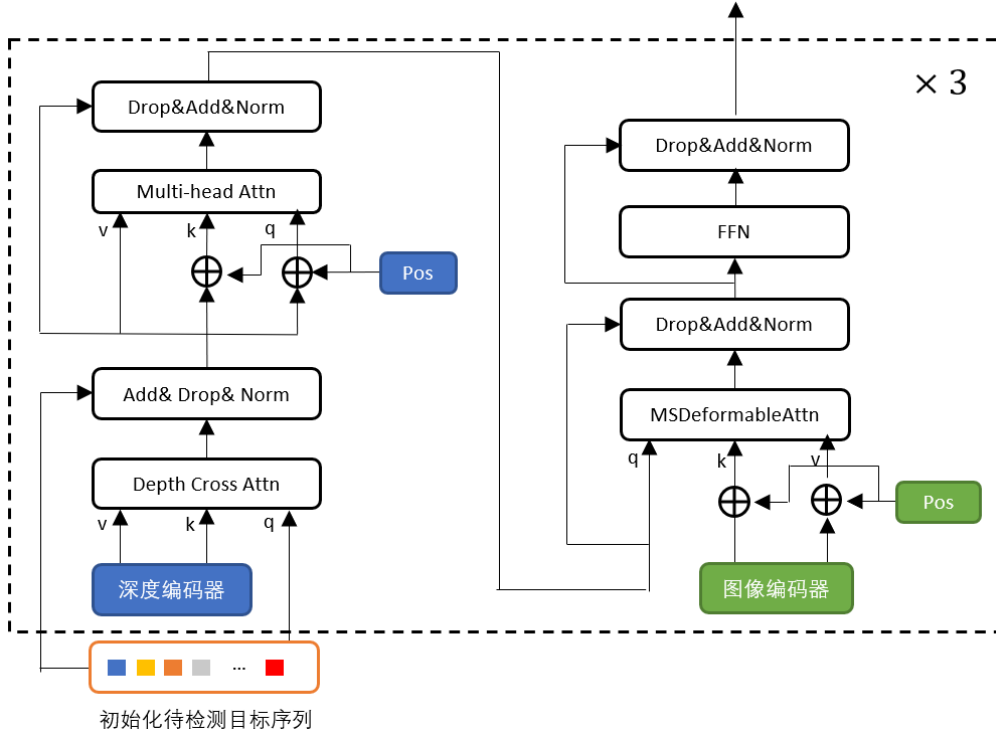 × 3
Drop&Add&Norm
Multi-head Attn
v
k
q
Pos
Add& Drop& Norm
Depth Cross Attn
v
k
q
深度编码器
...
初始化待检测目标序列
Drop&Add&Norm
FFN
Drop&Add&Norm
MSDeformableAttn
q
k
v
Pos
图像编码器